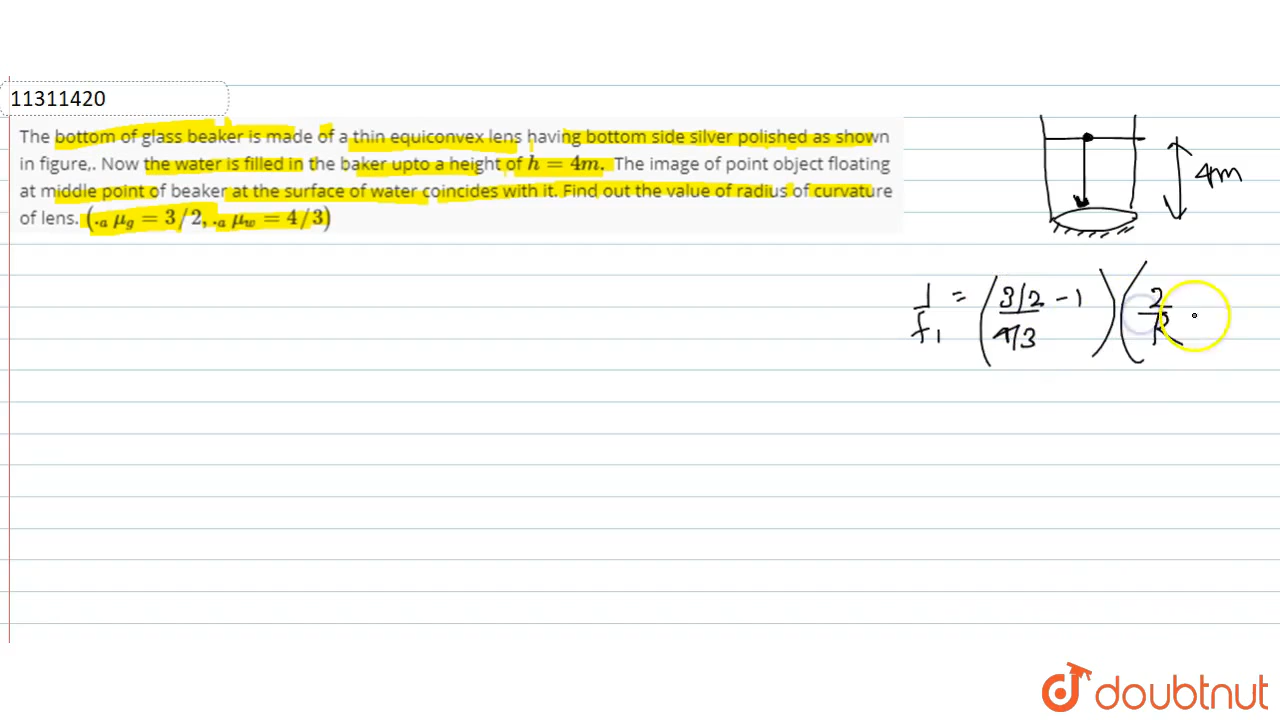 11311420
The bottom of glass beaker is made of a thin equiconvex lens having bottom side silver polished as shown
in figure,. Now the water is filled in the baker upto a height of h = 4m. The image of point object floating
at middle point of beaker at the surface of water coincides with it. Find out the value of radius of curvature
of lens. (.ₐ μg = 3/2, .ₐ μw = 4/3)
4m
1/f₁ = ((3/2)/(4/3) − 1) (2/R
doubtnut